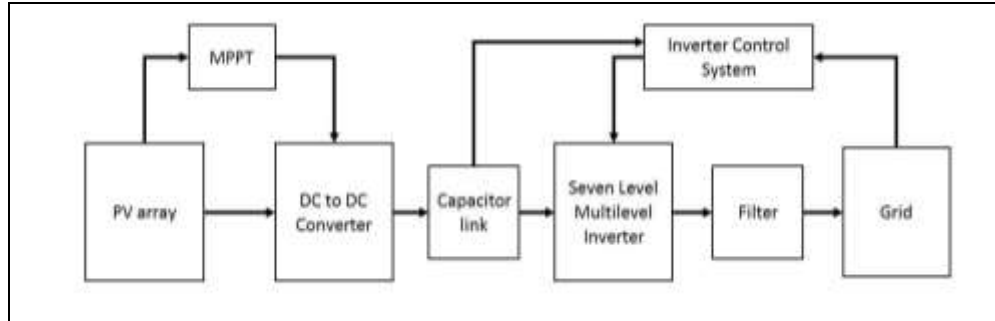 MPPT
Inverter Control
System
PV array
DC to DC
Converter
Capacitor
link
Seven Level
Multilevel
Inverter
Filter
Grid